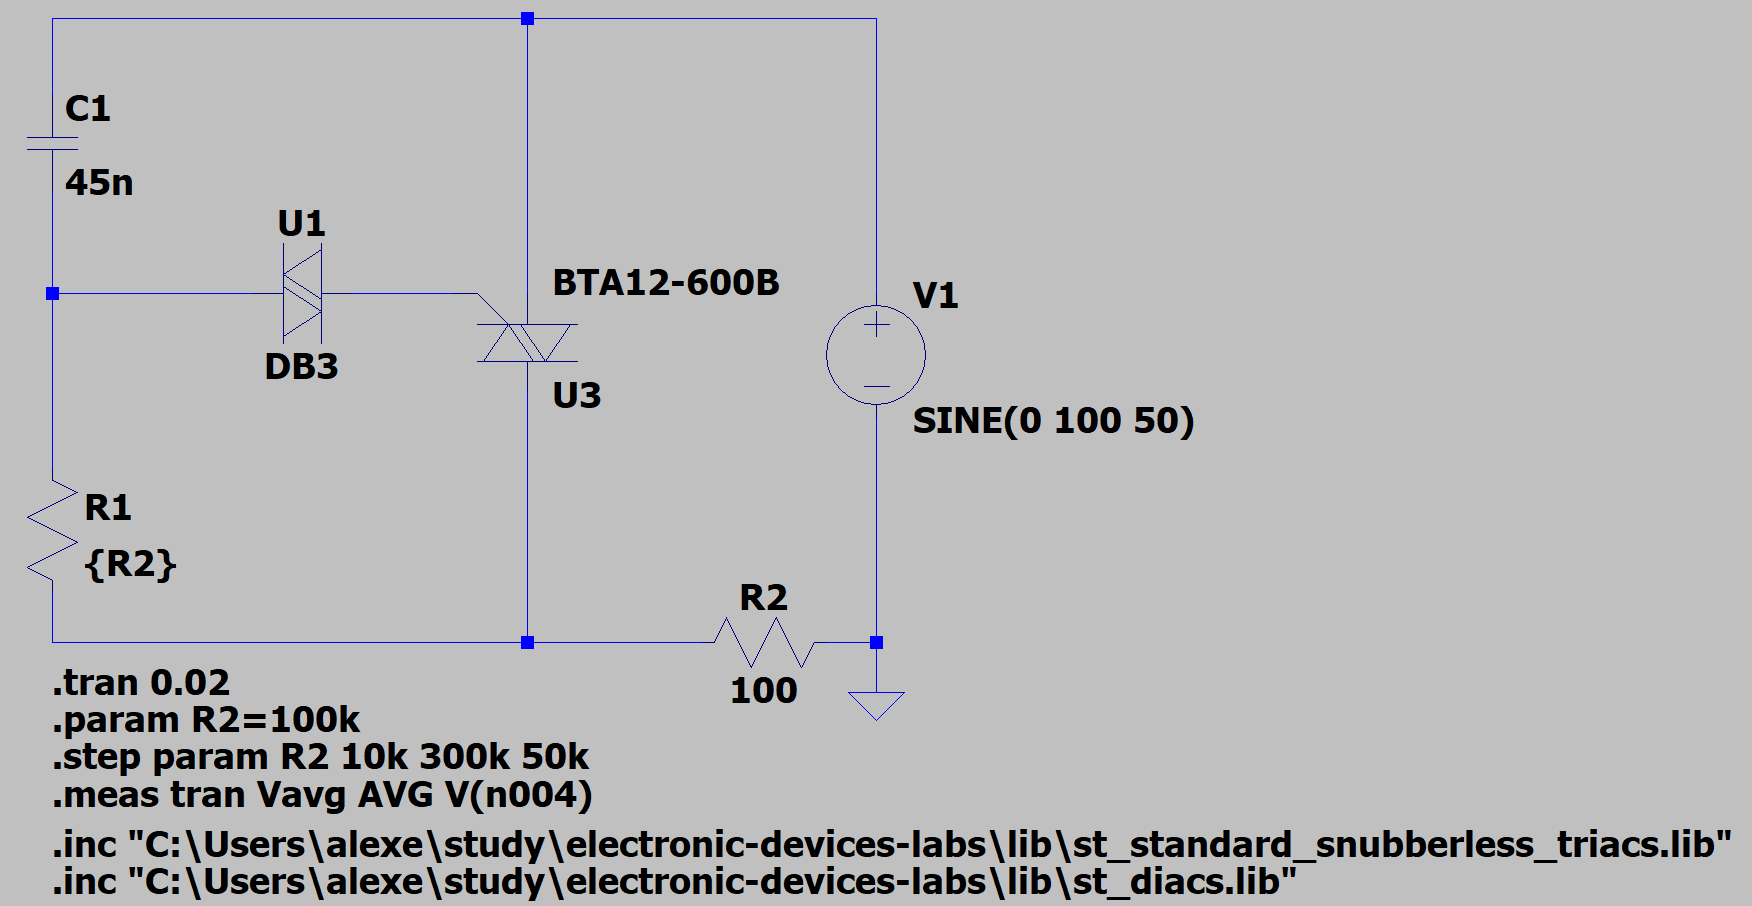 C1
45n
U1
DB3
BTA12-600B
U3
V1
SINE(0 100 50)
R1
{R2}
R2
100
.tran 0.02
.param R2=100k
.step param R2 10k 300k 50k
.meas tran Vavg AVG V(n004)
.inc "C:\Users\alexe\study\electronic-devices-labs\lib\st_standard_snubberless_triacs.lib"
.inc "C:\Users\alexe\study\electronic-devices-labs\lib\st_diacs.lib"